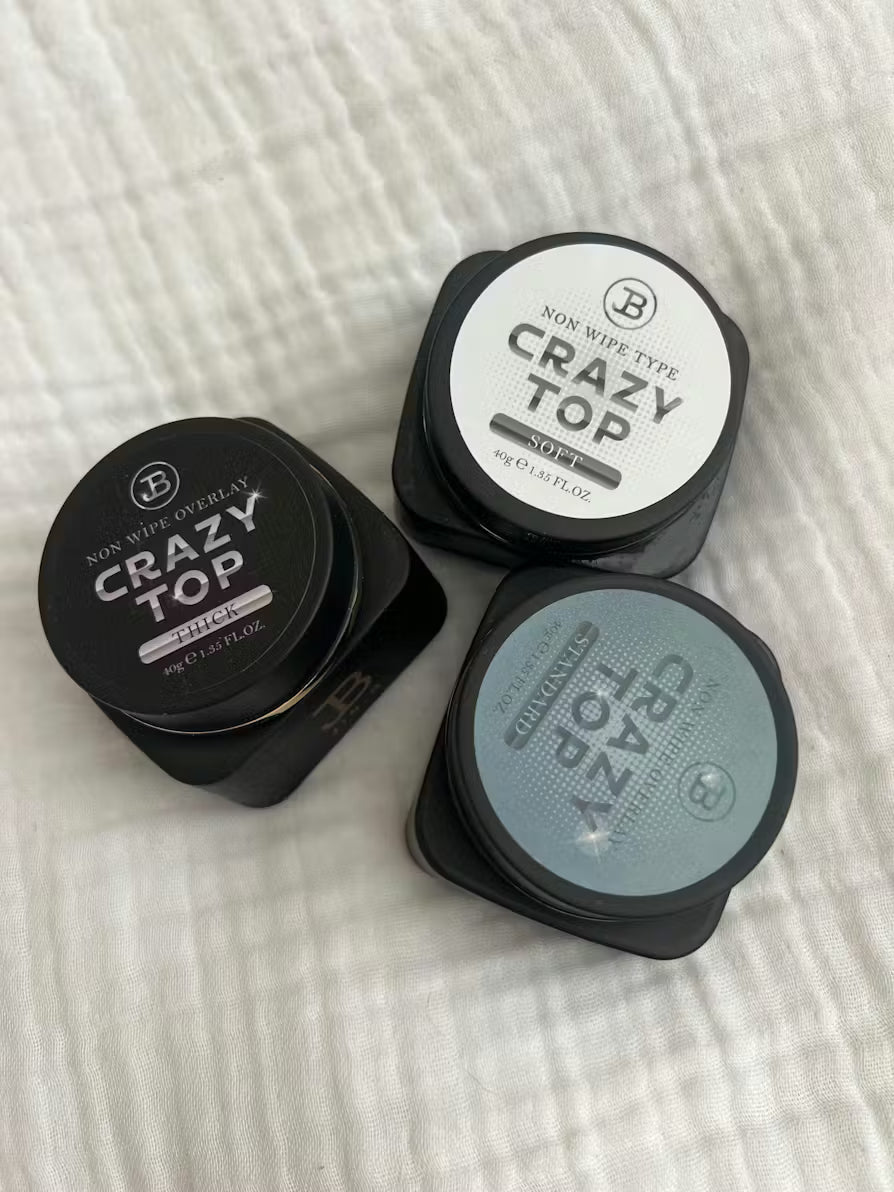 JB
NON WIPE TYPE
CRAZY
TOP
SOFT
40g ℮ 1.35 FL.OZ.
JB
NON WIPE OVERLAY
CRAZY
TOP
THICK
40g ℮ 1.35 FL.OZ.
JB
JB
NON WIPE OVERLAY
CRAZY
TOP
STANDARD
40g ℮ 1.35 FL.OZ.